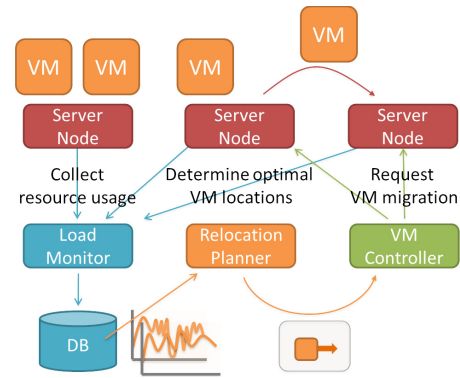 VM
VM
VM
VM
Server
Node
Server
Node
Server
Node
Collect
resource usage
Determine optimal
VM locations
Request
VM migration
Load
Monitor
Relocation
Planner
VM
Controller
DB